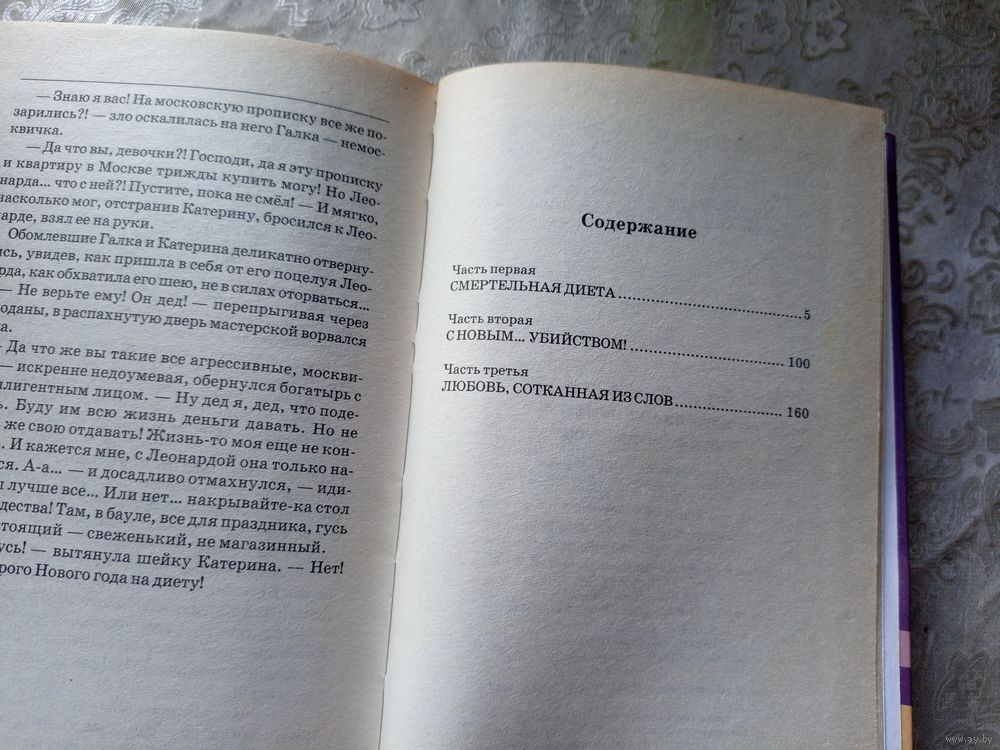 — Знаю я вас! На московскую прописку все же по-
зарились?! — зло оскалилась на него Галка — немос-
квичка.
— Да что вы, девочки?! Господи, да я эту прописку
и квартиру в Москве трижды купить могу! Но Лео-
нарда... что с ней?! Пустите, пока не смёл! — И мягко,
насколько мог, отстранив Катерину, бросился к Лео-
нарде, взял ее на руки.
Обомлевшие Галка и Катерина деликатно отверну-
ись, увидев, как пришла в себя от его поцелуя Лео-
рда, как обхватила его шею, не в силах оторваться...
— Не верьте ему! Он дед! — перепрыгивая через
оданы, в распахнутую дверь мастерской ворвался
а.
— Да что же вы такие все агрессивные, москви-
— искренне недоумевая, обернулся богатырь с
ллигентным лицом. — Ну дед я, дед, что поде-
ь. Буду им всю жизнь деньги давать. Но не
же свою отдавать! Жизнь-то моя еще не кон-
. И кажется мне, с Леонардой она только на-
ся. А-а... — и досадливо отмахнулся, — иди-
ы лучше все... Или нет... накрывайте-ка стол
дества! Там, в бауле, все для праздника, гусь
стоящий — свеженький, не магазинный.
усь! — вытянула шейку Катерина. — Нет!
рого Нового года на диету!
Содержание
Часть первая
СМЕРТЕЛЬНАЯ ДИЕТА ..... 5
Часть вторая
С НОВЫМ... УБИЙСТВОМ! ..... 100
Часть третья
ЛЮБОВЬ, СОТКАННАЯ ИЗ СЛОВ ..... 160
www.ay.by